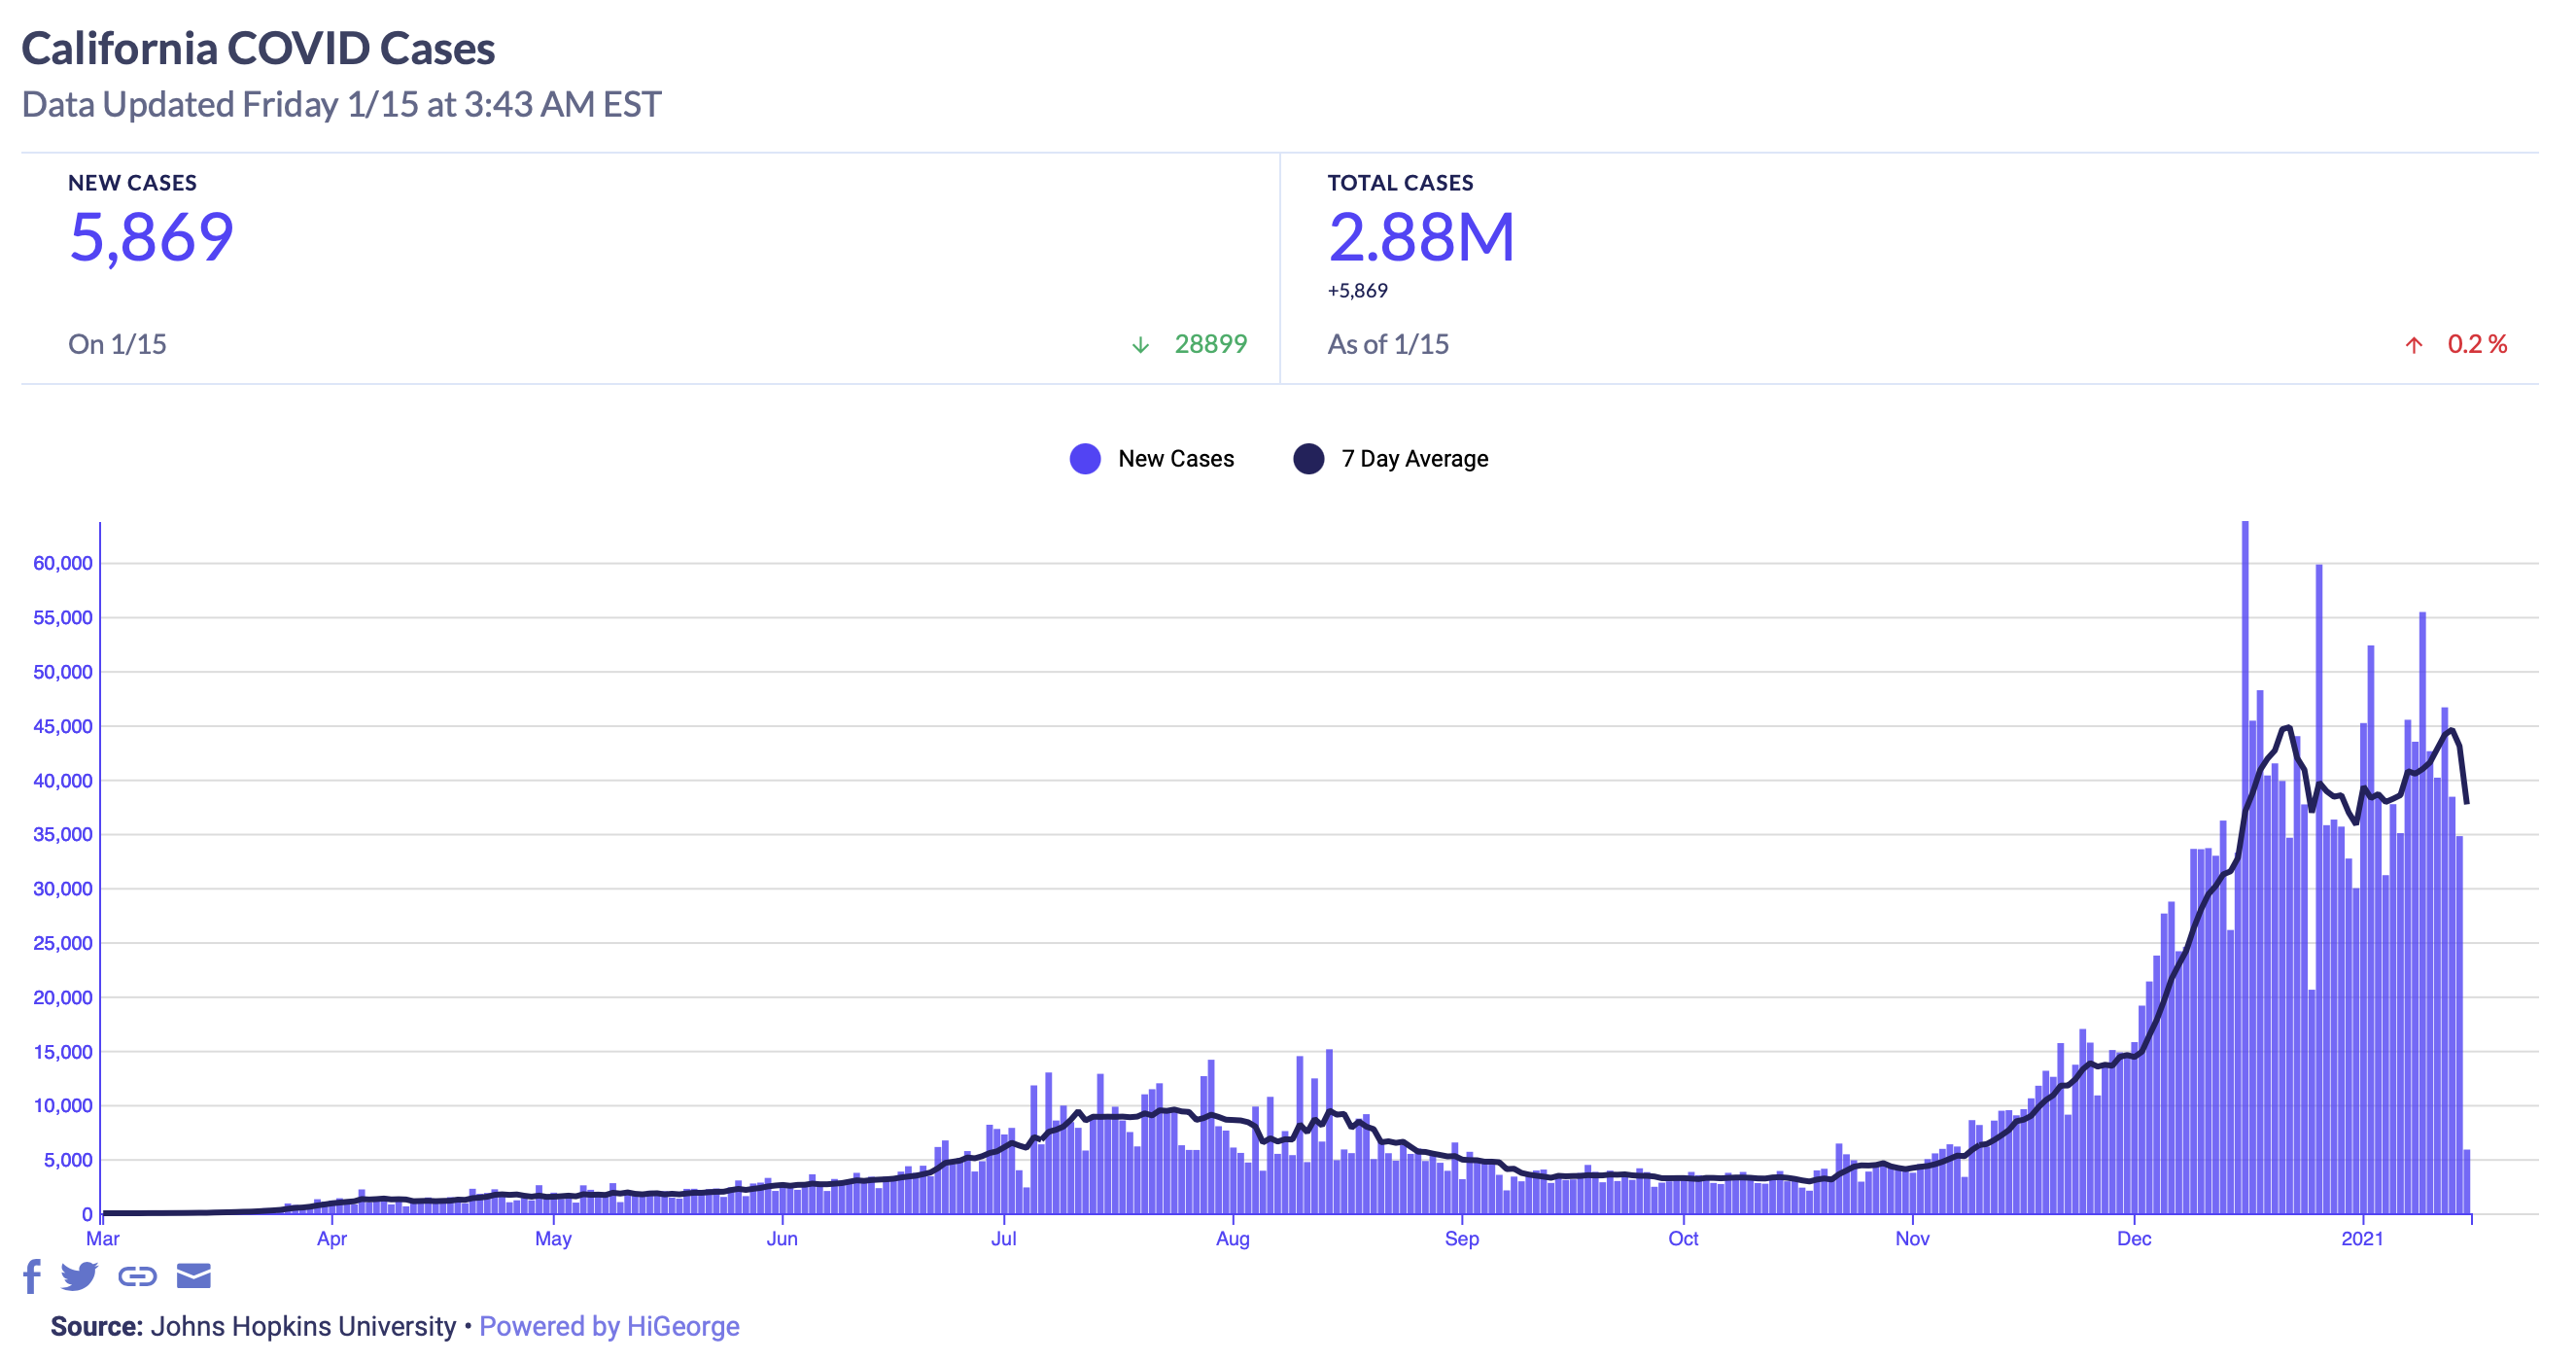 California COVID Cases
Data Updated Friday 1/15 at 3:43 AM EST
NEW CASES
5,869
On 1/15
↓ 28899
TOTAL CASES
2.88M
+5,869
As of 1/15
↑ 0.2 %
New Cases
7 Day Average
60,000
55,000
50,000
45,000
40,000
35,000
30,000
25,000
20,000
15,000
10,000
5,000
0
Mar Apr May Jun Jul Aug Sep Oct Nov Dec 2021
Source: Johns Hopkins University • Powered by HiGeorge